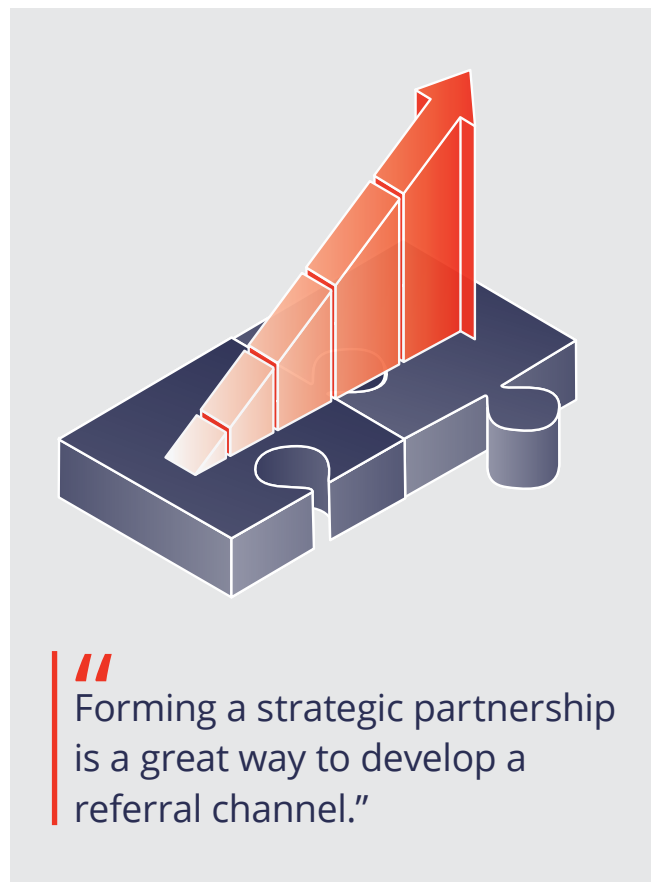 “
Forming a strategic partnership
is a great way to develop a
referral channel.”